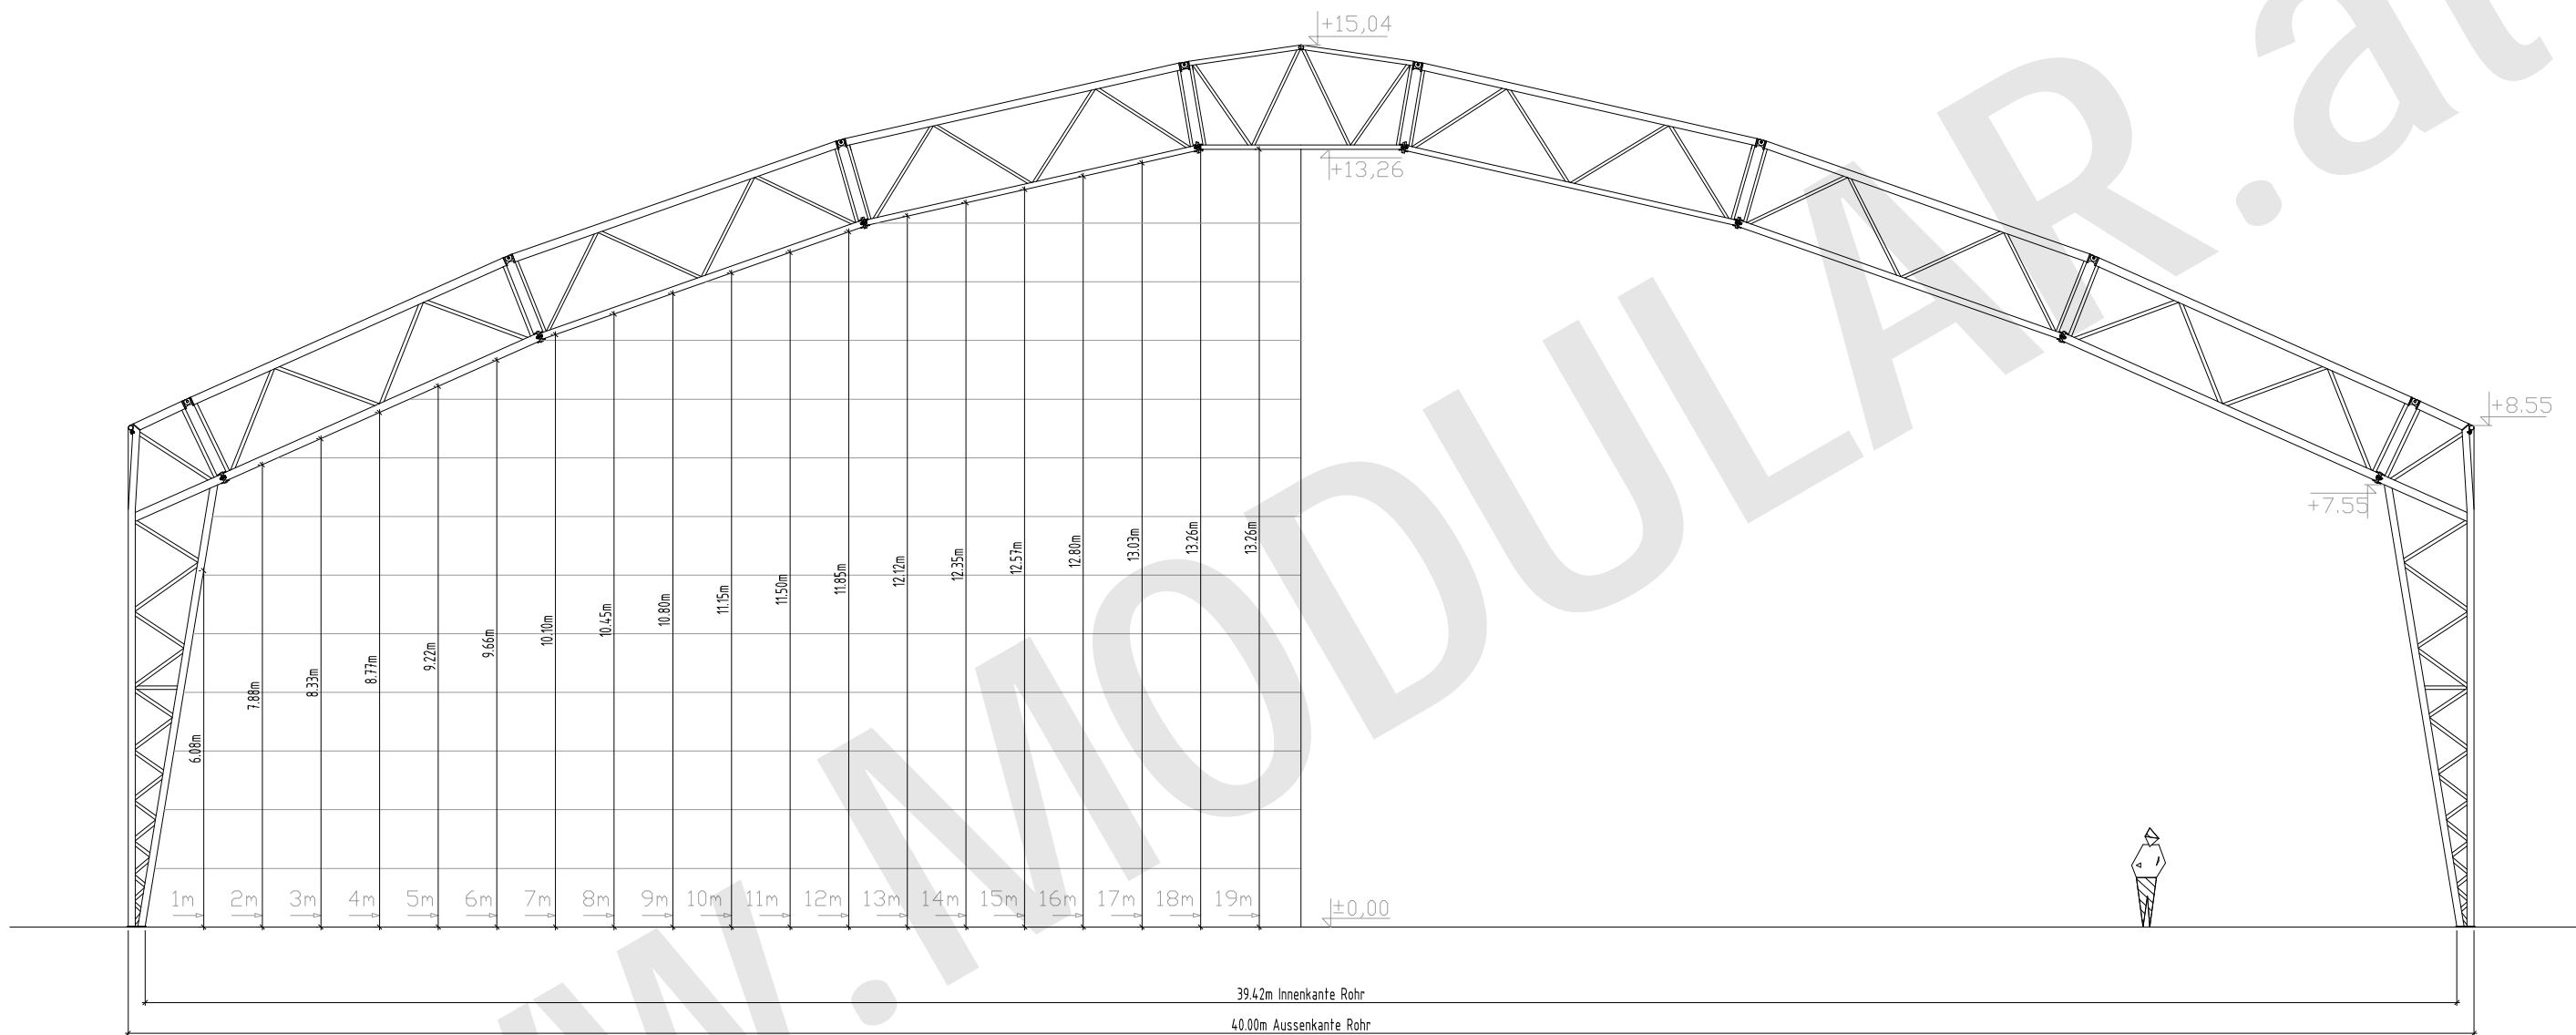 +15,04
+13,26
+8.55
+7.55
6.08m 7.88m 8.33m 8.77m 9.22m 9.66m 10.10m 10.45m 10.80m 11.15m 11.50m 11.85m 12.12m 12.35m 12.57m 12.80m 13.03m 13.26m 13.26m
1m 2m 3m 4m 5m 6m 7m 8m 9m 10m 11m 12m 13m 14m 15m 16m 17m 18m 19m
±0,00
39.42m Innenkante Rohr
40.00m Aussenkante Rohr
w.MODULAR.at